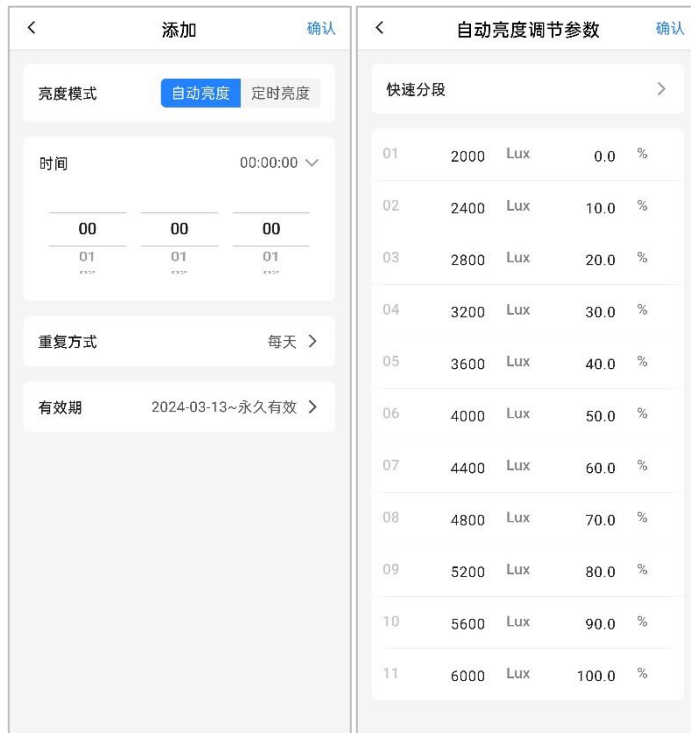 添加
确认
亮度模式
自动亮度
定时亮度
时间
00:00:00
00 00 00
01 01 01
重复方式
每天
有效期
2024-03-13~永久有效
自动亮度调节参数
确认
快速分段
01 2000 Lux 0.0 %
02 2400 Lux 10.0 %
03 2800 Lux 20.0 %
04 3200 Lux 30.0 %
05 3600 Lux 40.0 %
06 4000 Lux 50.0 %
07 4400 Lux 60.0 %
08 4800 Lux 70.0 %
09 5200 Lux 80.0 %
10 5600 Lux 90.0 %
11 6000 Lux 100.0 %